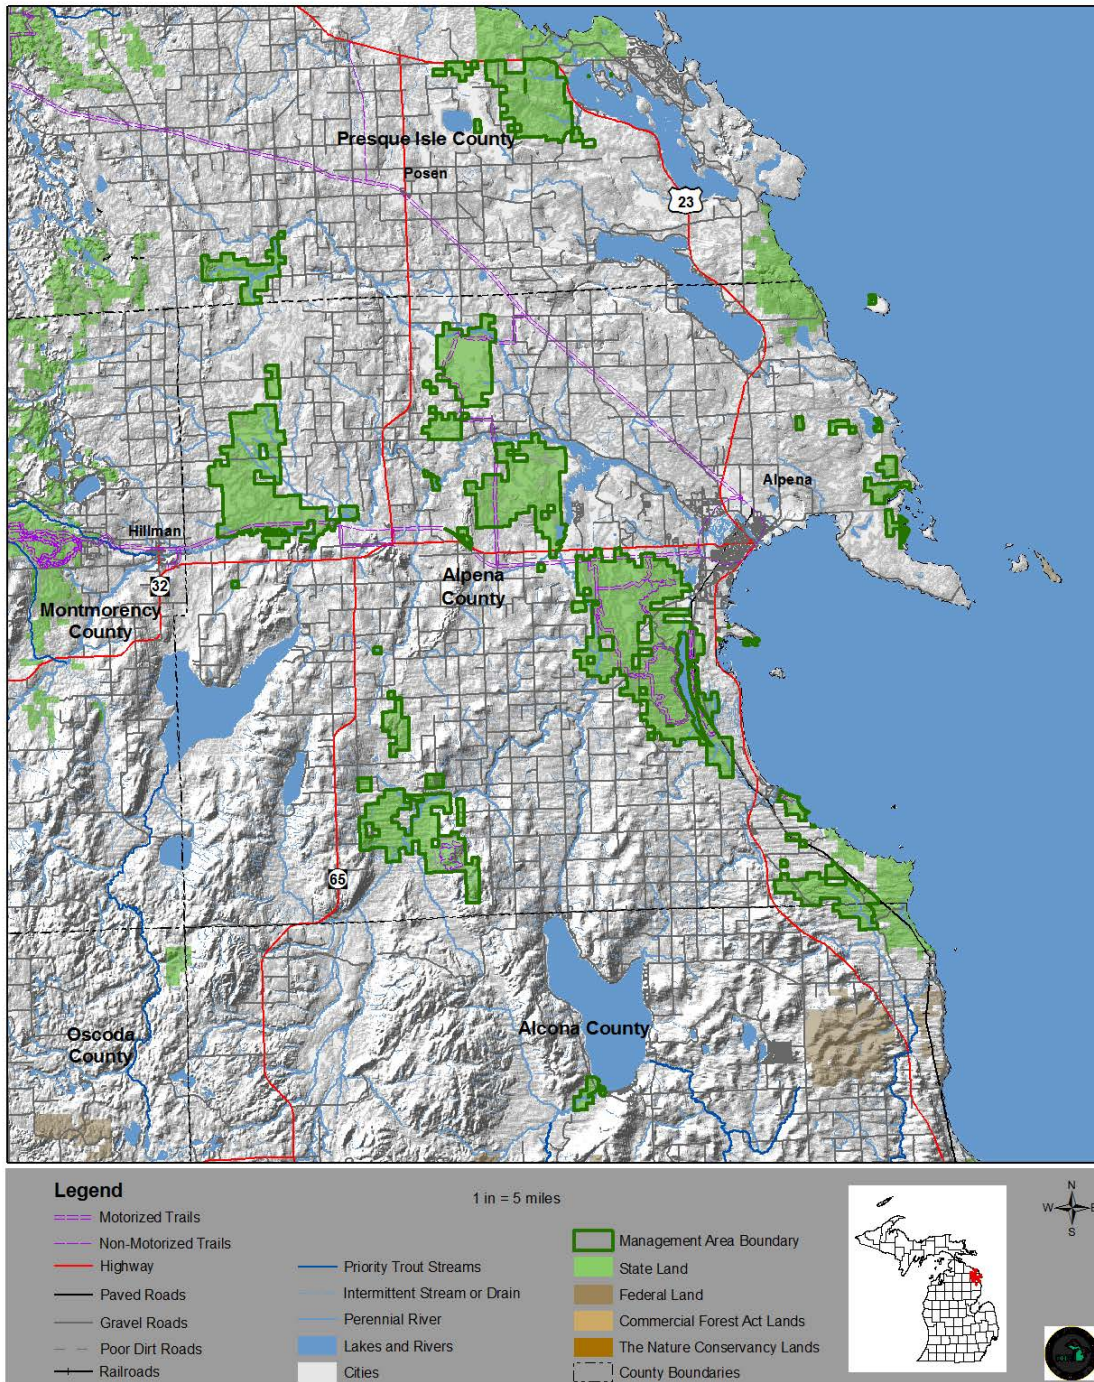 Presque Isle County
Posen
23
Alpena
Hillman
32
Alpena
County
Montmorency
County
65
Alcona County
Oscoda
County
Legend
Motorized Trails
Non-Motorized Trails
Highway
Paved Roads
Gravel Roads
Poor Dirt Roads
Railroads
1 in = 5 miles
Priority Trout Streams
Intermittent Stream or Drain
Perennial River
Lakes and Rivers
Cities
Management Area Boundary
State Land
Federal Land
Commercial Forest Act Lands
The Nature Conservancy Lands
County Boundaries
N
W E
S